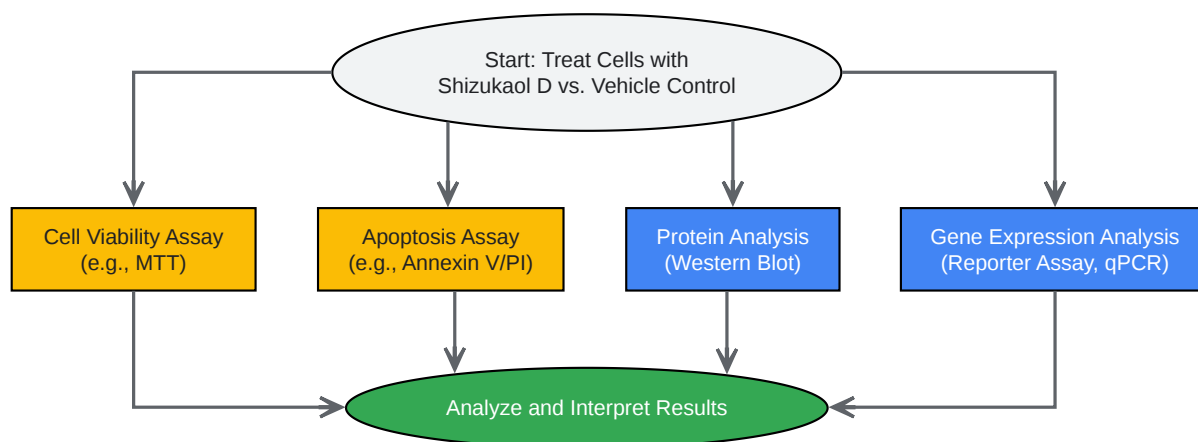 Start: Treat Cells with
Shizukaol D vs. Vehicle Control
Cell Viability Assay
(e.g., MTT)
Apoptosis Assay
(e.g., Annexin V/PI)
Protein Analysis
(Western Blot)
Gene Expression Analysis
(Reporter Assay, qPCR)
Analyze and Interpret Results